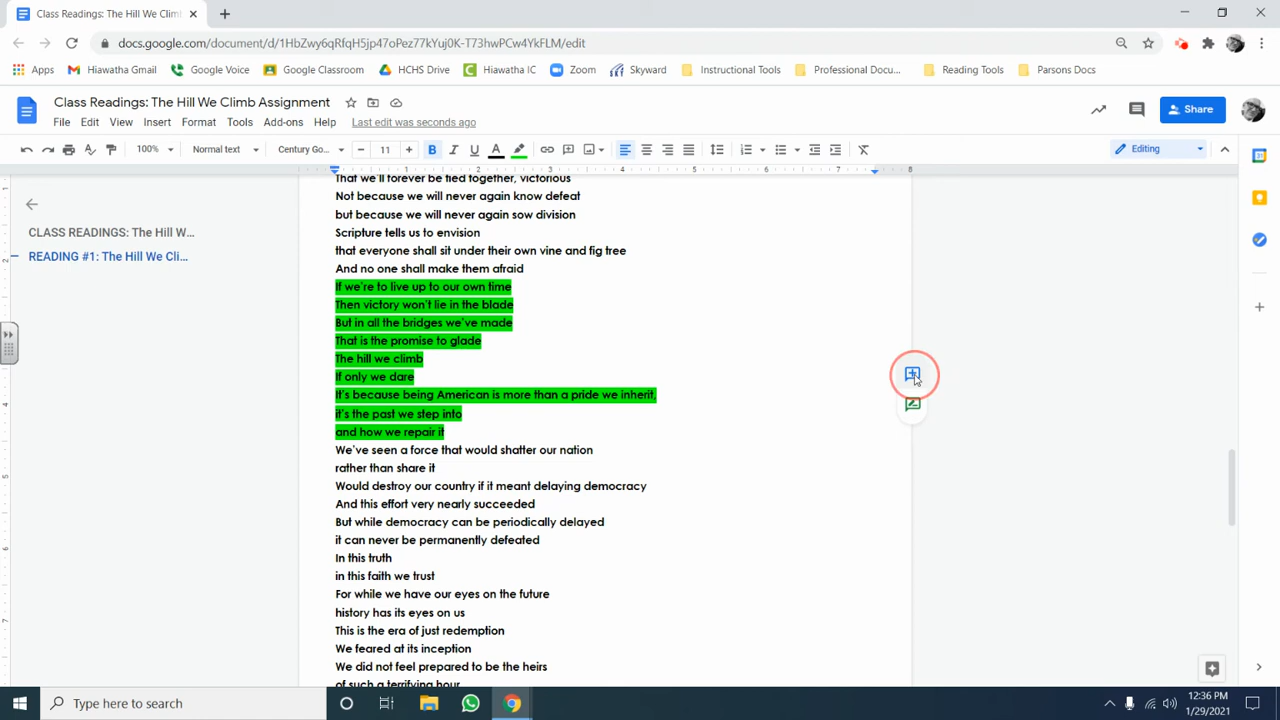 Class Readings: The Hill We Climb
docs.google.com/document/d/1HbZwy6qRfqH5jp47oPez77kYuj0K-T73hwPCw4YkFLM/edit
Apps Hiawatha Gmail Google Voice Google Classroom HCHS Drive Hiawatha IC Zoom Skyward Instructional Tools Professional Docu... Reading Tools Parsons Docs
Class Readings: The Hill We Climb Assignment
Share
File Edit View Insert Format Tools Add-ons Help Last edit was seconds ago
100% Normal text Century Go... 11 B I U A Editing
1 2 3 4 5 6 7 8
That we'll forever be tied together, victorious
Not because we will never again know defeat
but because we will never again sow division
Scripture tells us to envision
that everyone shall sit under their own vine and fig tree
And no one shall make them afraid
If we're to live up to our own time
Then victory won't lie in the blade
But in all the bridges we've made
That is the promise to glade
The hill we climb
If only we dare
It's because being American is more than a pride we inherit,
it's the past we step into
and how we repair it
We've seen a force that would shatter our nation
rather than share it
Would destroy our country if it meant delaying democracy
And this effort very nearly succeeded
But while democracy can be periodically delayed
it can never be permanently defeated
In this truth
in this faith we trust
For while we have our eyes on the future
history has its eyes on us
This is the era of just redemption
We feared at its inception
We did not feel prepared to be the heirs
of such a terrifying hour
CLASS READINGS: The Hill W...
READING #1: The Hill We Cli...
Type here to search
12:36 PM
1/29/2021